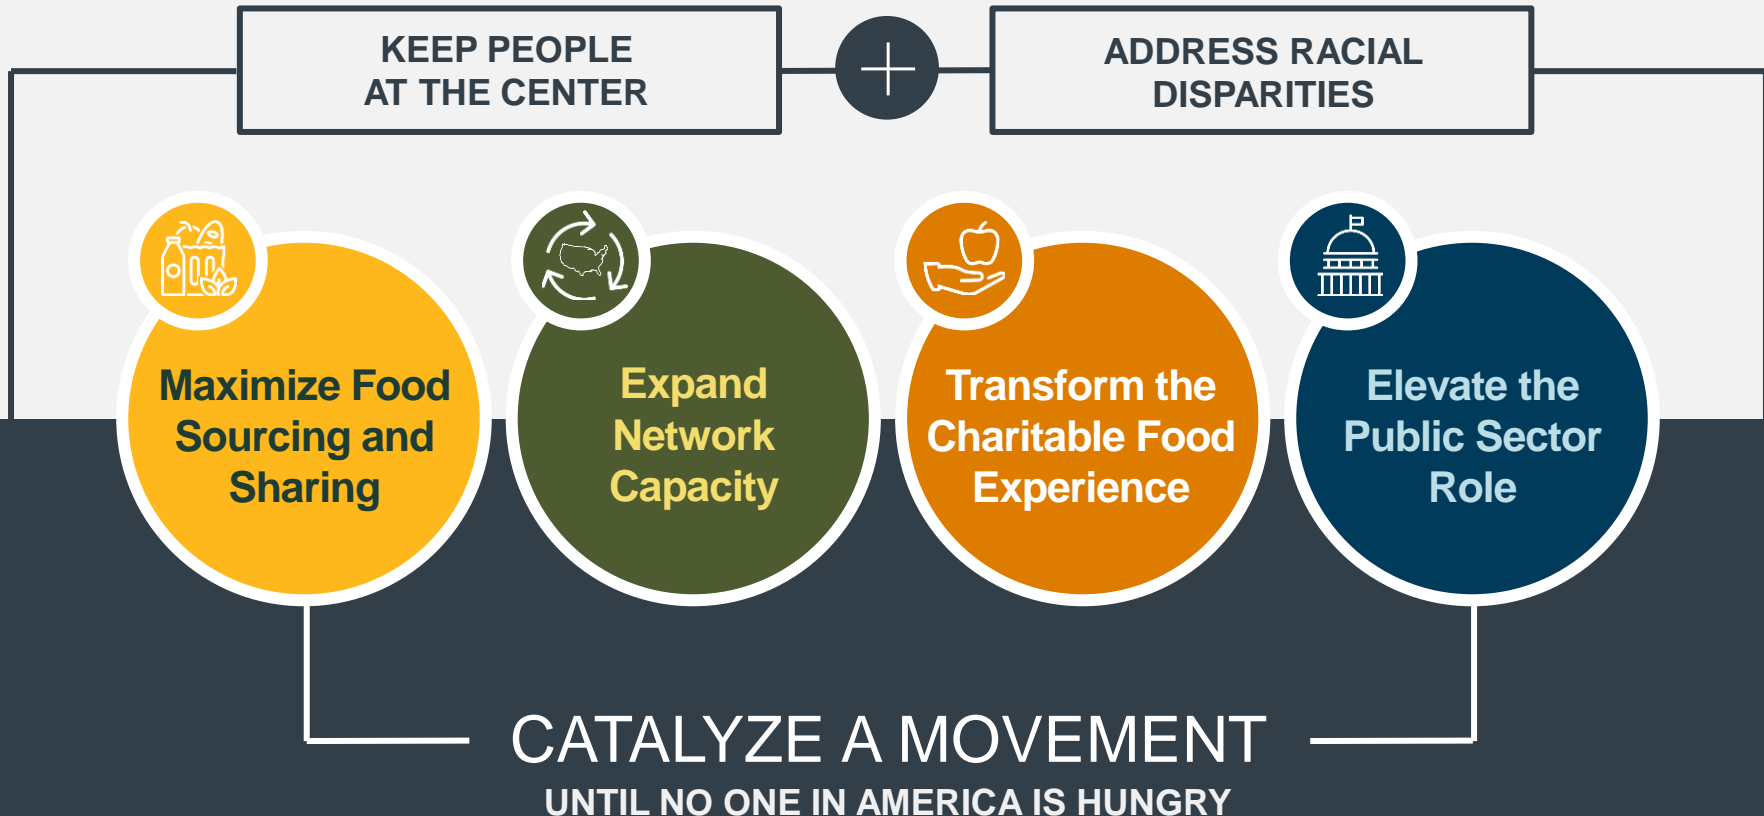 KEEP PEOPLE
AT THE CENTER
ADDRESS RACIAL
DISPARITIES
Maximize Food
Sourcing and
Sharing
Expand
Network
Capacity
Transform the
Charitable Food
Experience
Elevate the
Public Sector
Role
CATALYZE A MOVEMENT
UNTIL NO ONE IN AMERICA IS HUNGRY